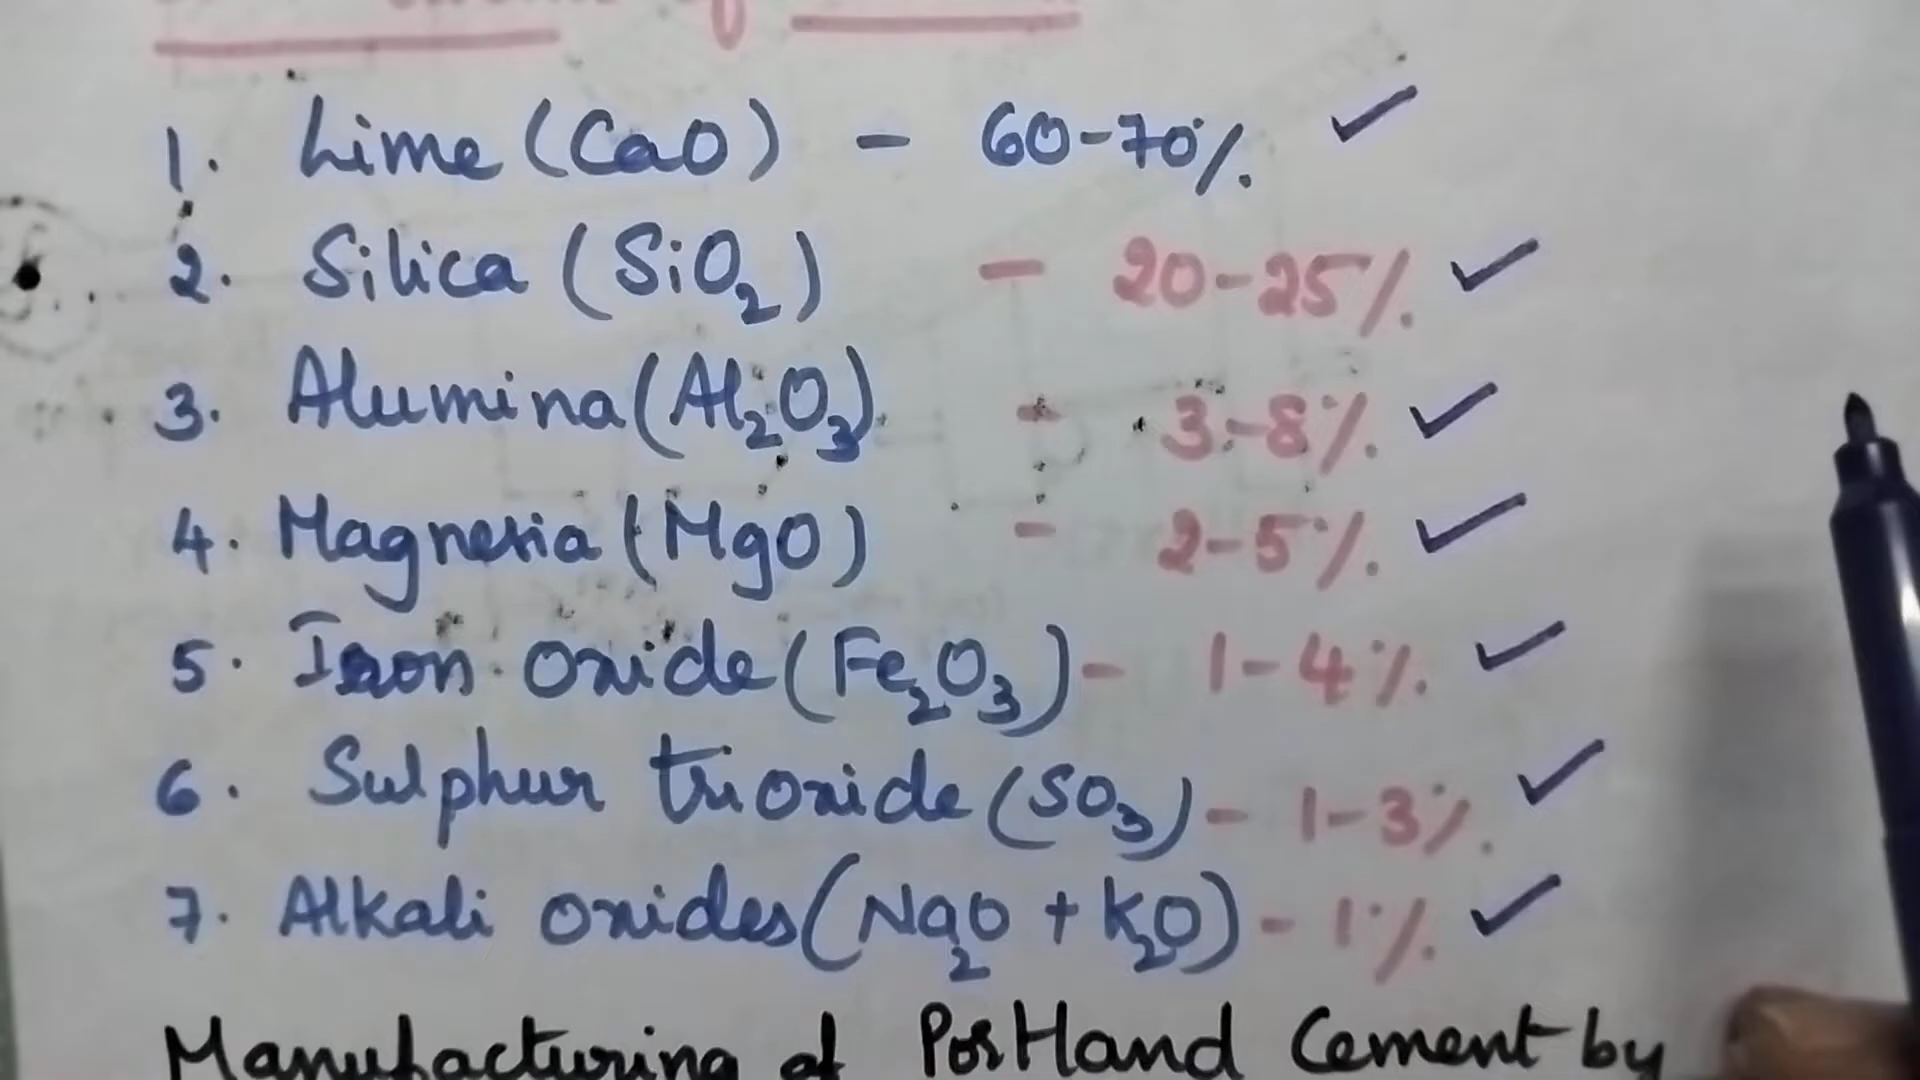 of
1. Lime (CaO) - 60-70%.
2. Silica (SiO₂) - 20-25%.
3. Alumina (Al₂O₃) - 3-8%.
4. Magnesia (MgO) - 2-5%.
5. Iron Oxide (Fe₂O₃) - 1-4%.
6. Sulphur trioxide (SO₃) - 1-3%.
7. Alkali oxides (Na₂O + K₂O) - 1%.
Manufacturing of Portland Cement by